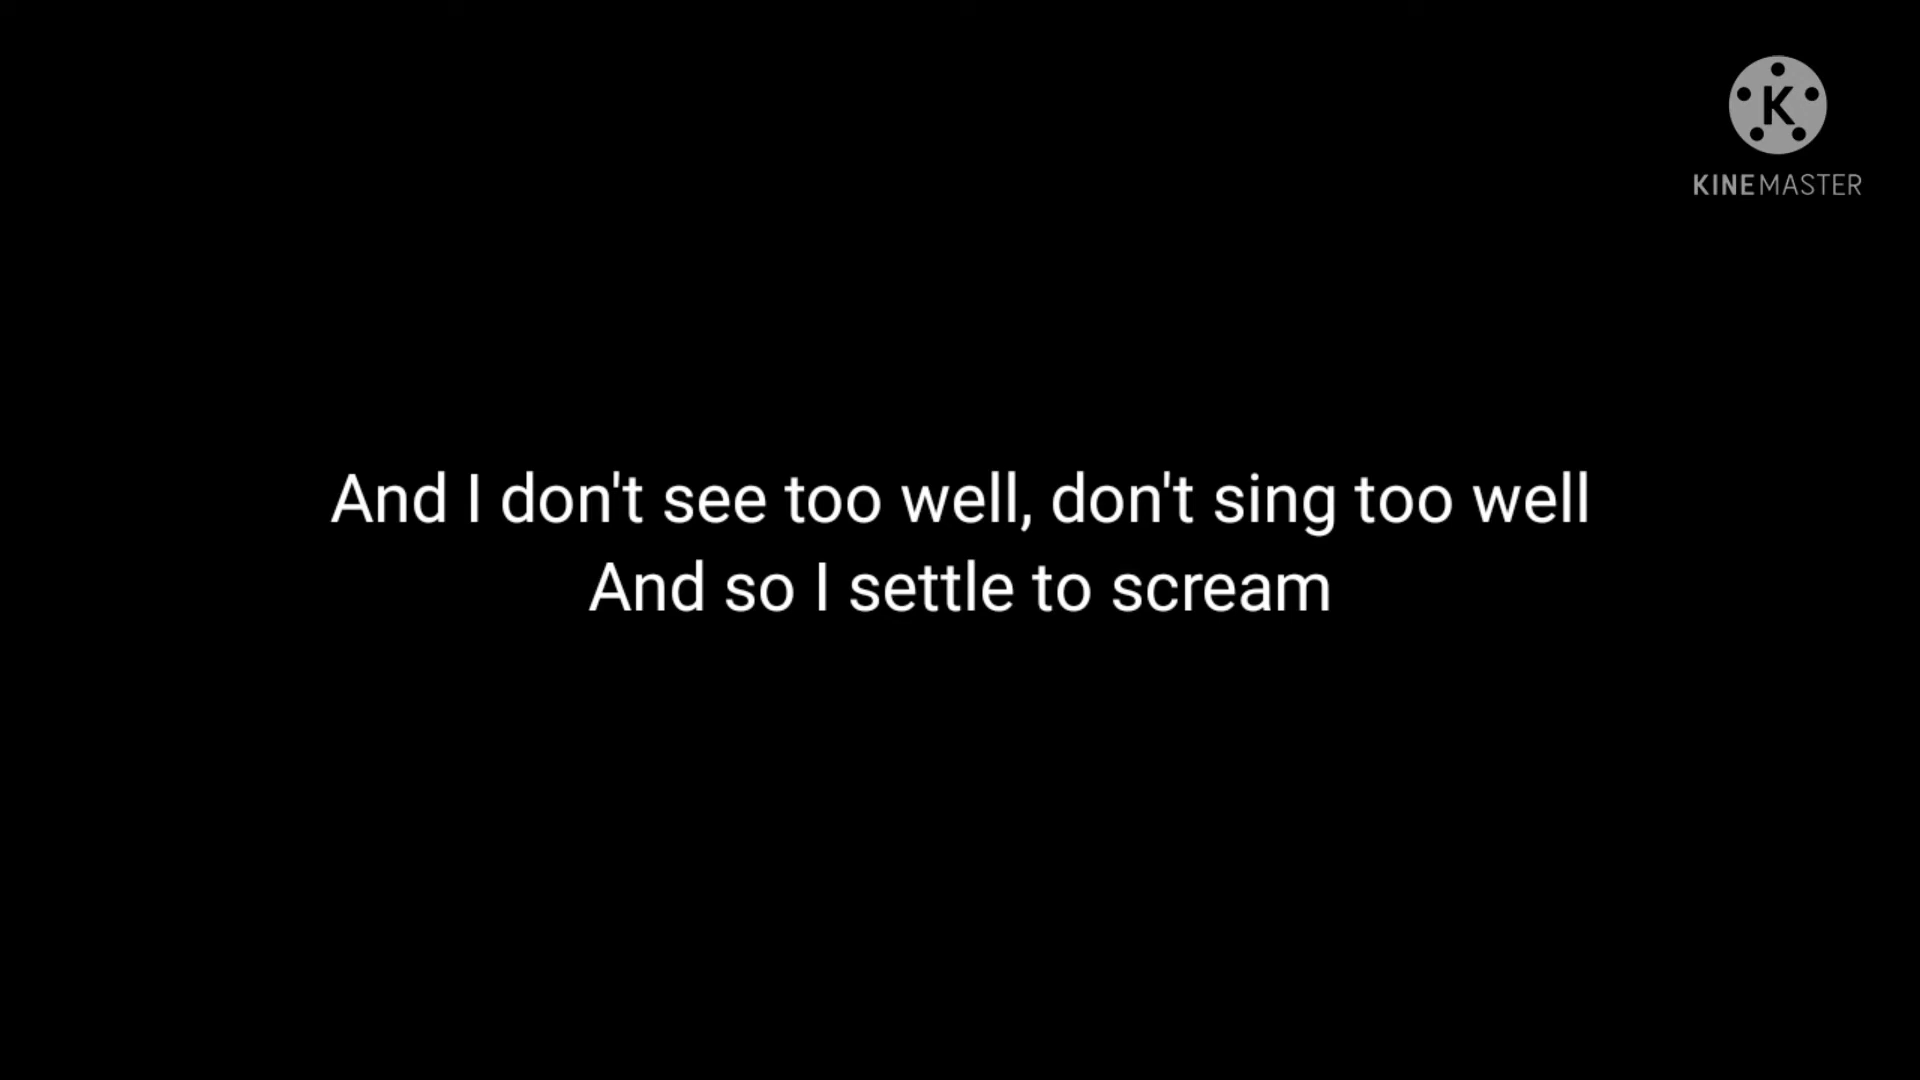 K
KINEMASTER
And I don't see too well, don't sing too well
And so I settle to scream